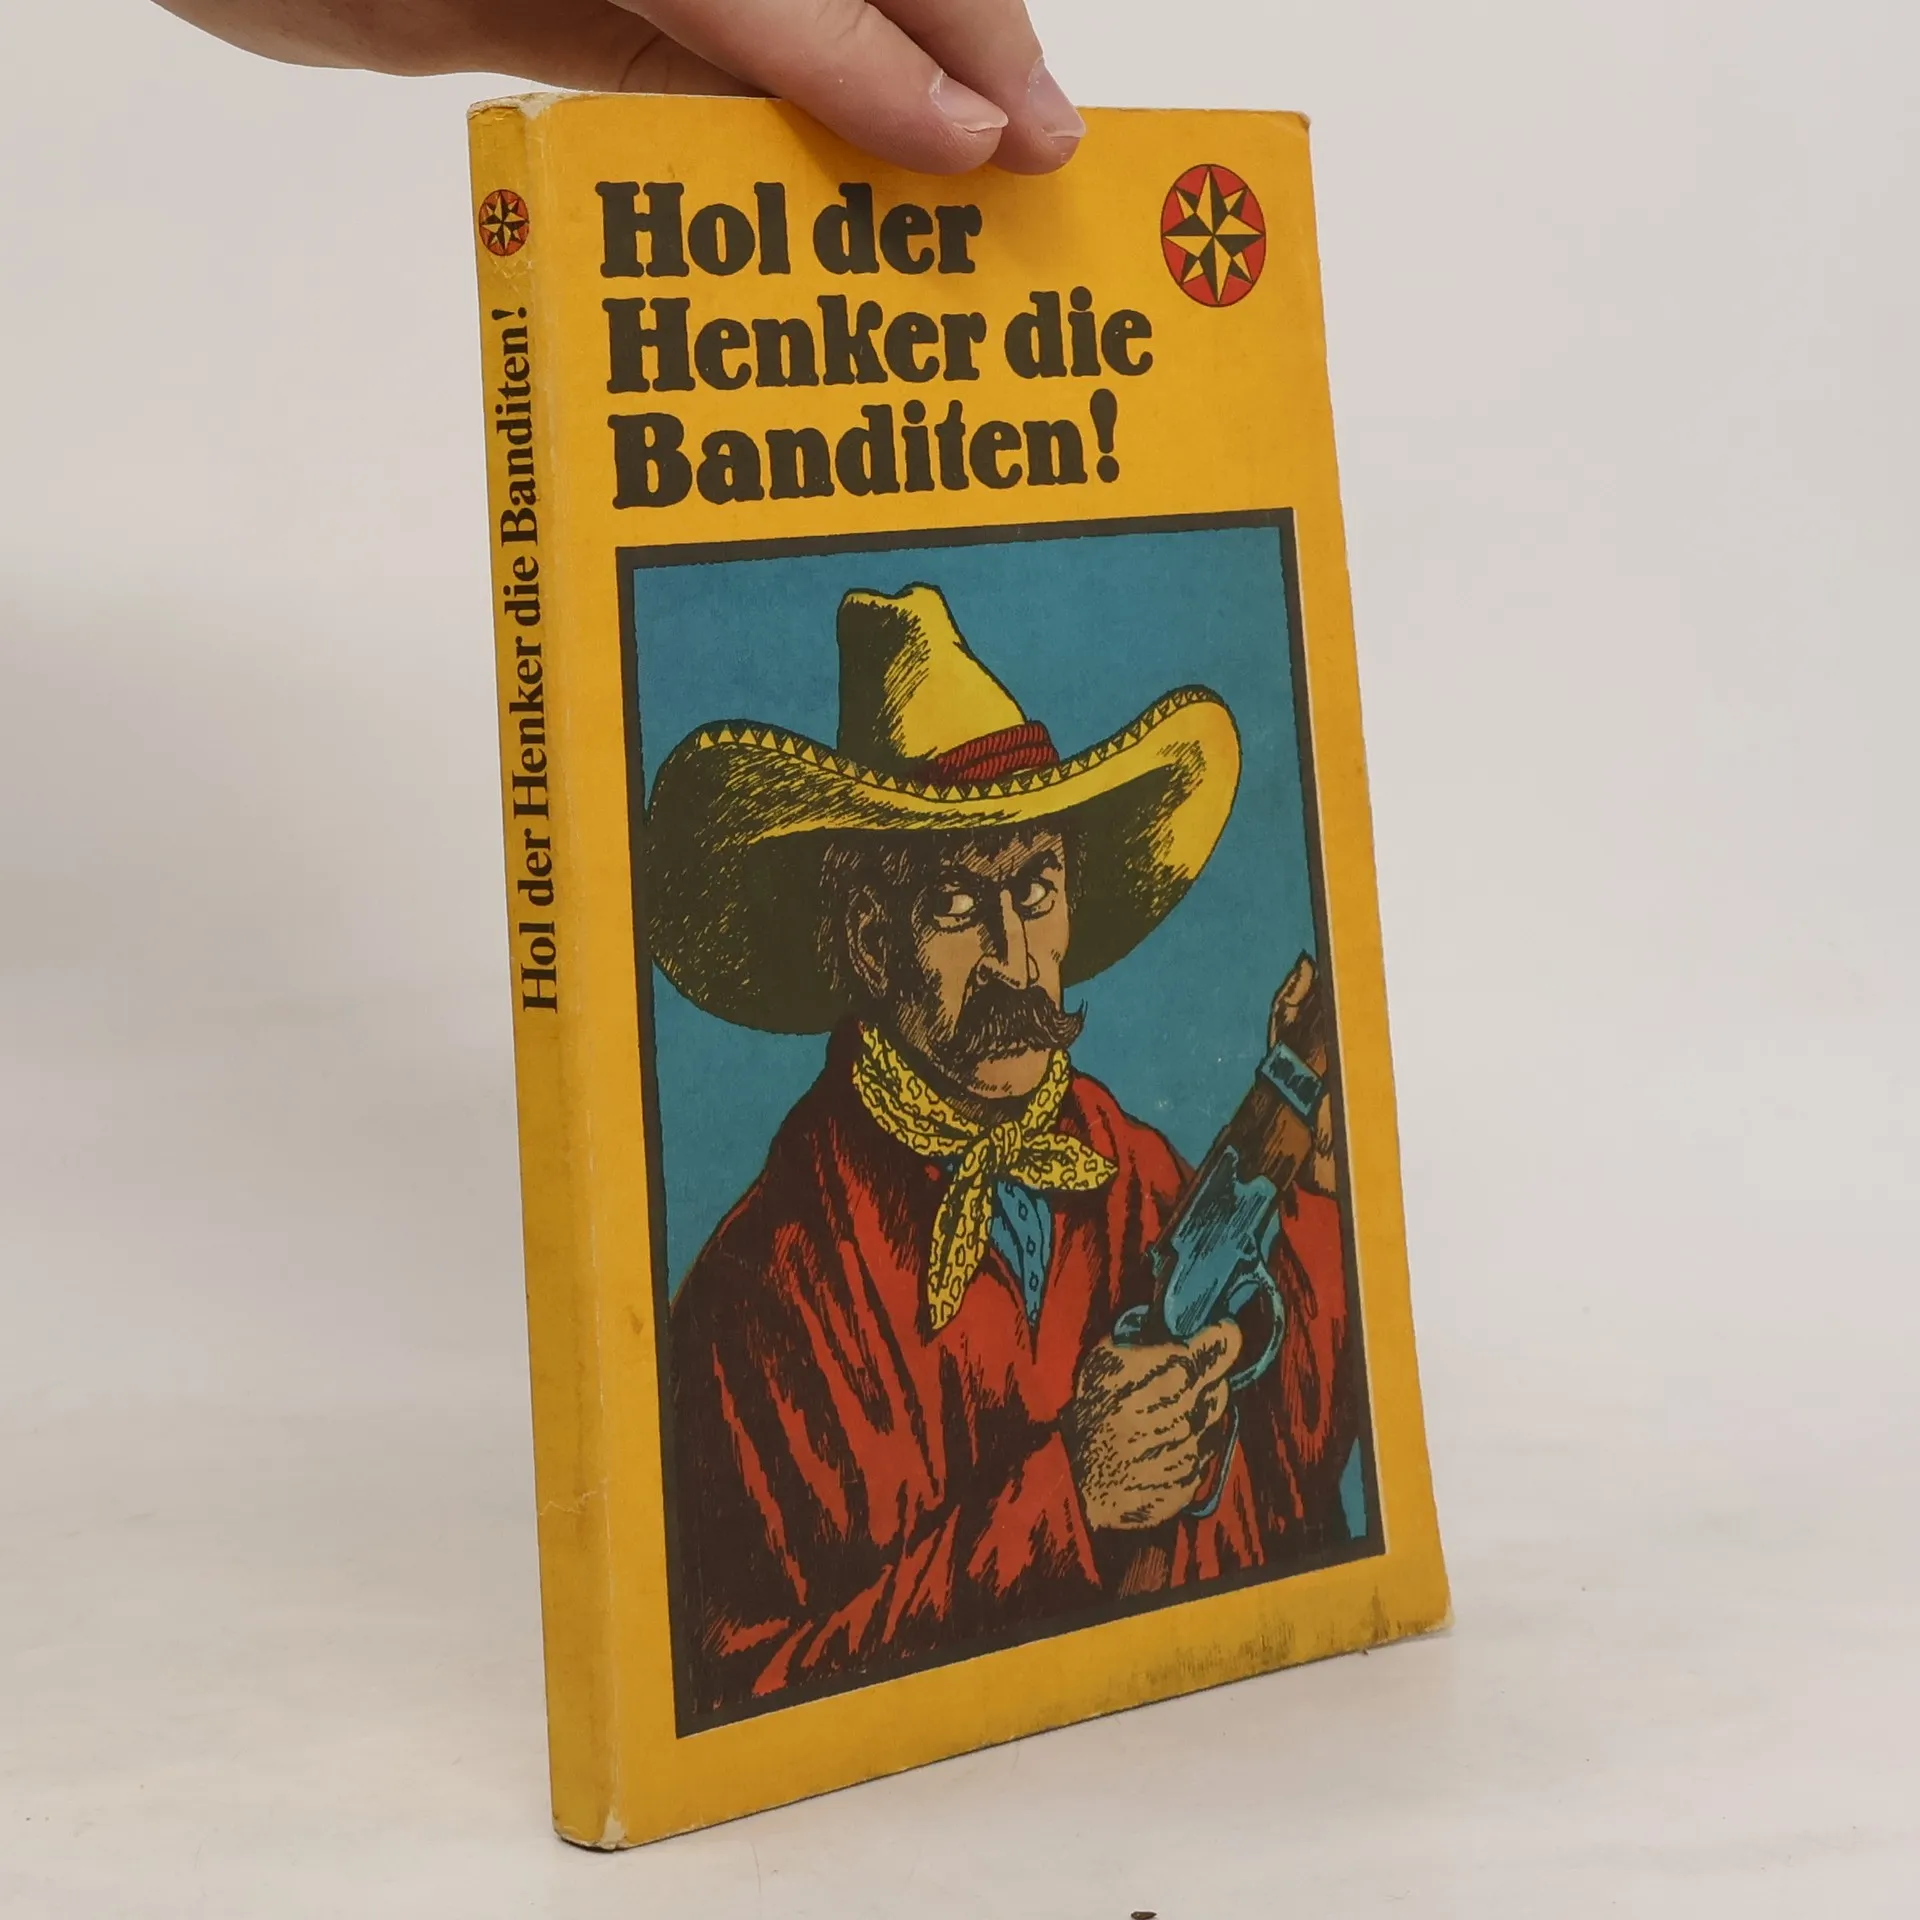 Hol der Henker die Banditen!
Hol der
Henker die
Banditen!